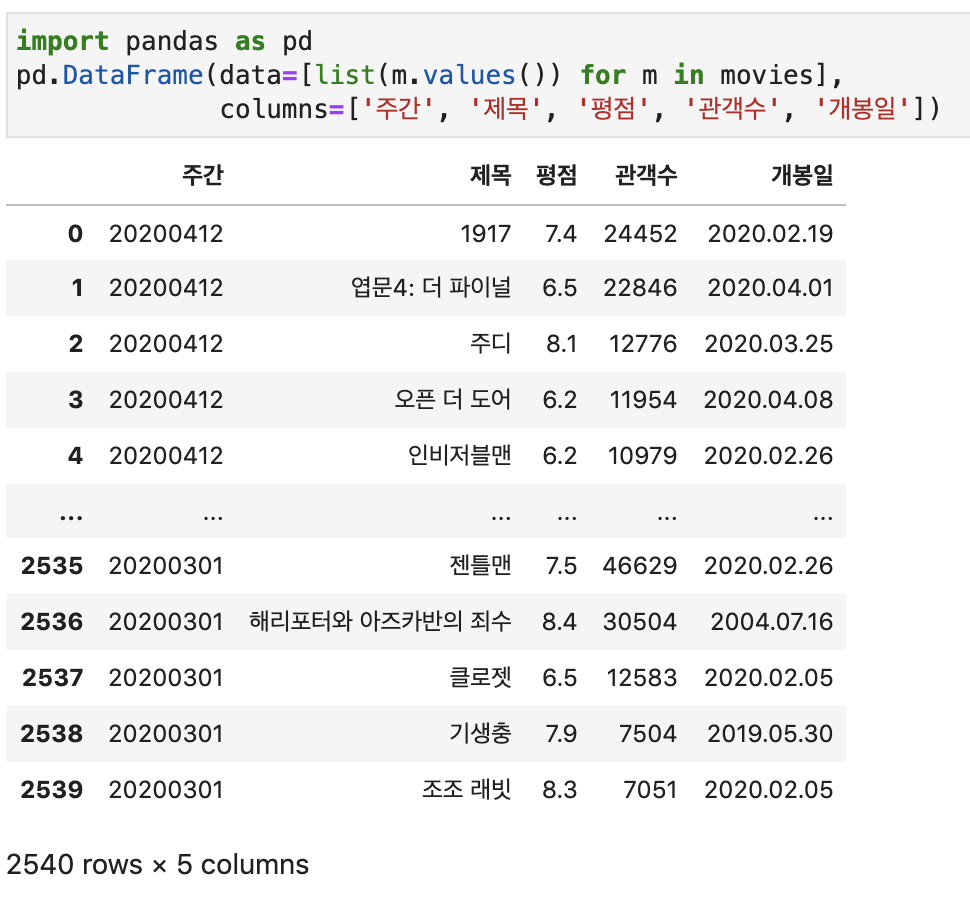 import pandas as pd
pd.DataFrame(data=[list(m.values()) for m in movies],
columns=['주간', '제목', '평점', '관객수', '개봉일'])
주간 제목 평점 관객수 개봉일
0 20200412 1917 7.4 24452 2020.02.19
1 20200412 엽문4: 더 파이널 6.5 22846 2020.04.01
2 20200412 주디 8.1 12776 2020.03.25
3 20200412 오픈 더 도어 6.2 11954 2020.04.08
4 20200412 인비저블맨 6.2 10979 2020.02.26
... ... ... ... ... ...
2535 20200301 젠틀맨 7.5 46629 2020.02.26
2536 20200301 해리포터와 아즈카반의 죄수 8.4 30504 2004.07.16
2537 20200301 클로젯 6.5 12583 2020.02.05
2538 20200301 기생충 7.9 7504 2019.05.30
2539 20200301 조조 래빗 8.3 7051 2020.02.05
2540 rows × 5 columns